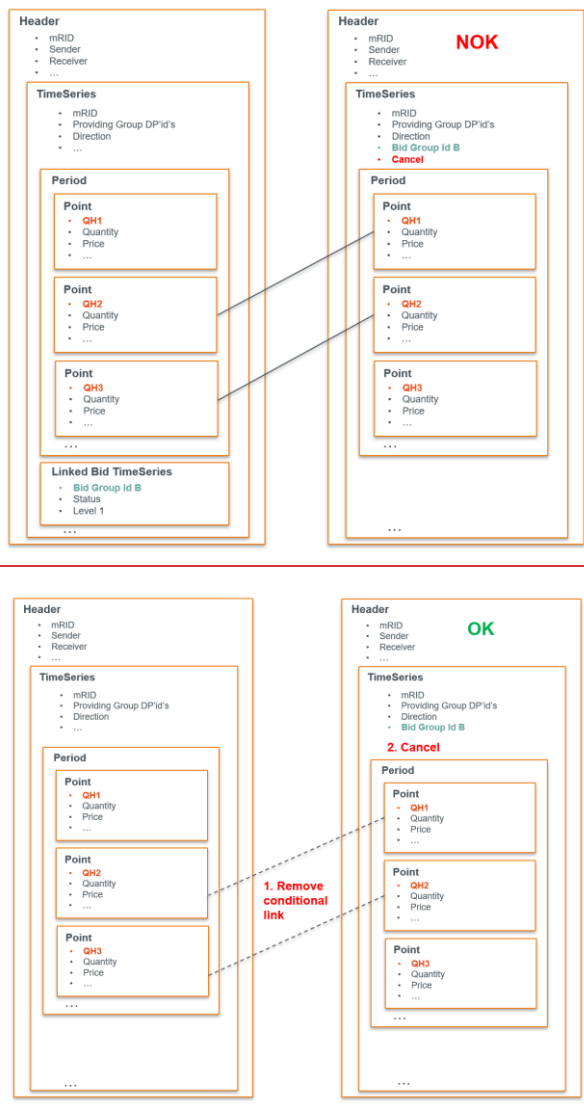 Header
mRID
Sender
Receiver
...
TimeSeries
mRID
Providing Group DP'id's
Direction
...
Period
Point
QH1
Quantity
Price
...
Point
QH2
Quantity
Price
...
Point
QH3
Quantity
Price
...
...
Linked Bid TimeSeries
Bid Group Id B
Status
Level 1
...
Header
NOK
mRID
Sender
Receiver
...
TimeSeries
mRID
Providing Group DP'id's
Direction
Bid Group Id B
Cancel
Period
Point
QH1
Quantity
Price
...
Point
QH2
Quantity
Price
...
Point
QH3
Quantity
Price
...
...
...
Header
mRID
Sender
Receiver
...
TimeSeries
mRID
Providing Group DP'id's
Direction
...
Period
Point
QH1
Quantity
Price
...
Point
QH2
Quantity
Price
...
Point
QH3
Quantity
Price
...
...
...
1. Remove
conditional
link
Header
OK
mRID
Sender
Receiver
...
TimeSeries
mRID
Providing Group DP'id's
Direction
Bid Group Id B
2. Cancel
Period
Point
QH1
Quantity
Price
...
Point
QH2
Quantity
Price
...
Point
QH3
Quantity
Price
...
...
...